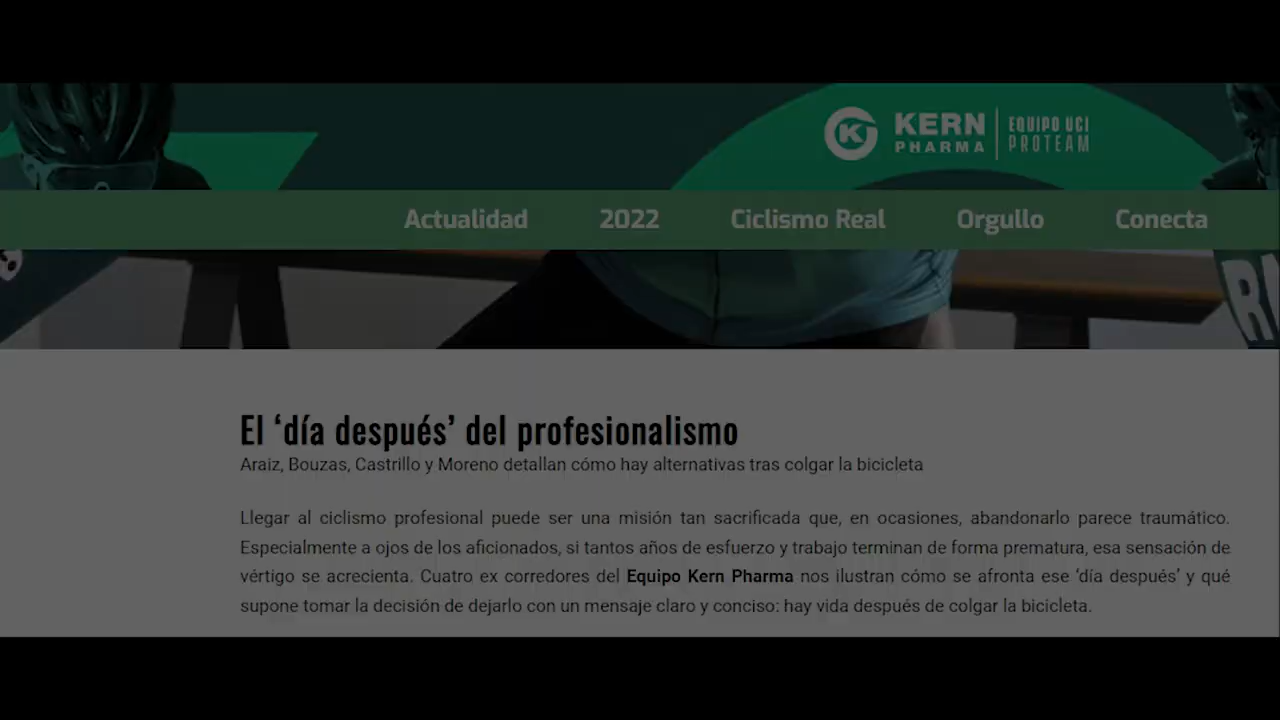 KERN
PHARMA
EQUIPO UCI
PROTEAM
Actualidad 2022 Ciclismo Real Orgullo Conecta
El ‘día después’ del profesionalismo
Araiz, Bouzas, Castrillo y Moreno detallan cómo hay alternativas tras colgar la bicicleta
Llegar al ciclismo profesional puede ser una misión tan sacrificada que, en ocasiones, abandonarlo parece traumático.
Especialmente a ojos de los aficionados, si tantos años de esfuerzo y trabajo terminan de forma prematura, esa sensación de
vértigo se acrecienta. Cuatro ex corredores del Equipo Kern Pharma nos ilustran cómo se afronta ese ‘día después’ y qué
supone tomar la decisión de dejarlo con un mensaje claro y conciso: hay vida después de colgar la bicicleta.